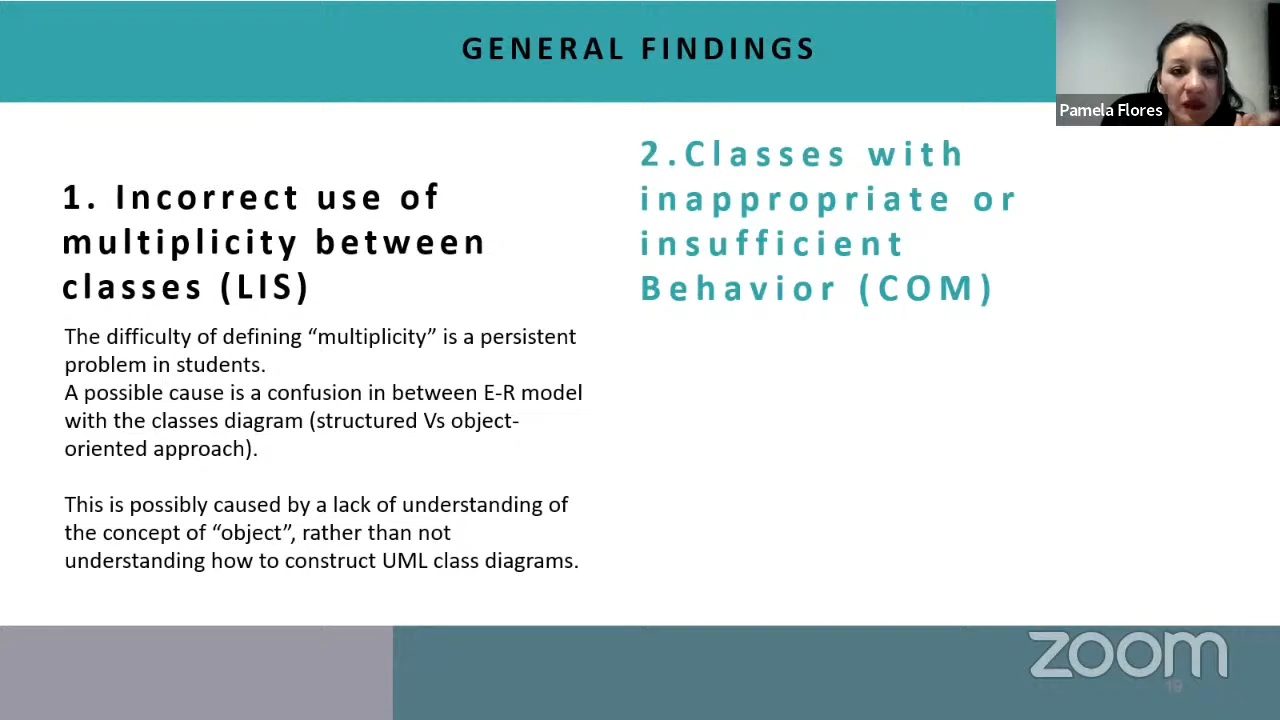 GENERAL FINDINGS
Pamela Flores
1. Incorrect use of
multiplicity between
classes (LIS)
The difficulty of defining “multiplicity” is a persistent
problem in students.
A possible cause is a confusion in between E-R model
with the classes diagram (structured Vs object-
oriented approach).
This is possibly caused by a lack of understanding of
the concept of “object”, rather than not
understanding how to construct UML class diagrams.
2.Classes with
inappropriate or
insufficient
Behavior (COM)
zoom
19